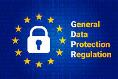 General
Data
Protection
Regulation